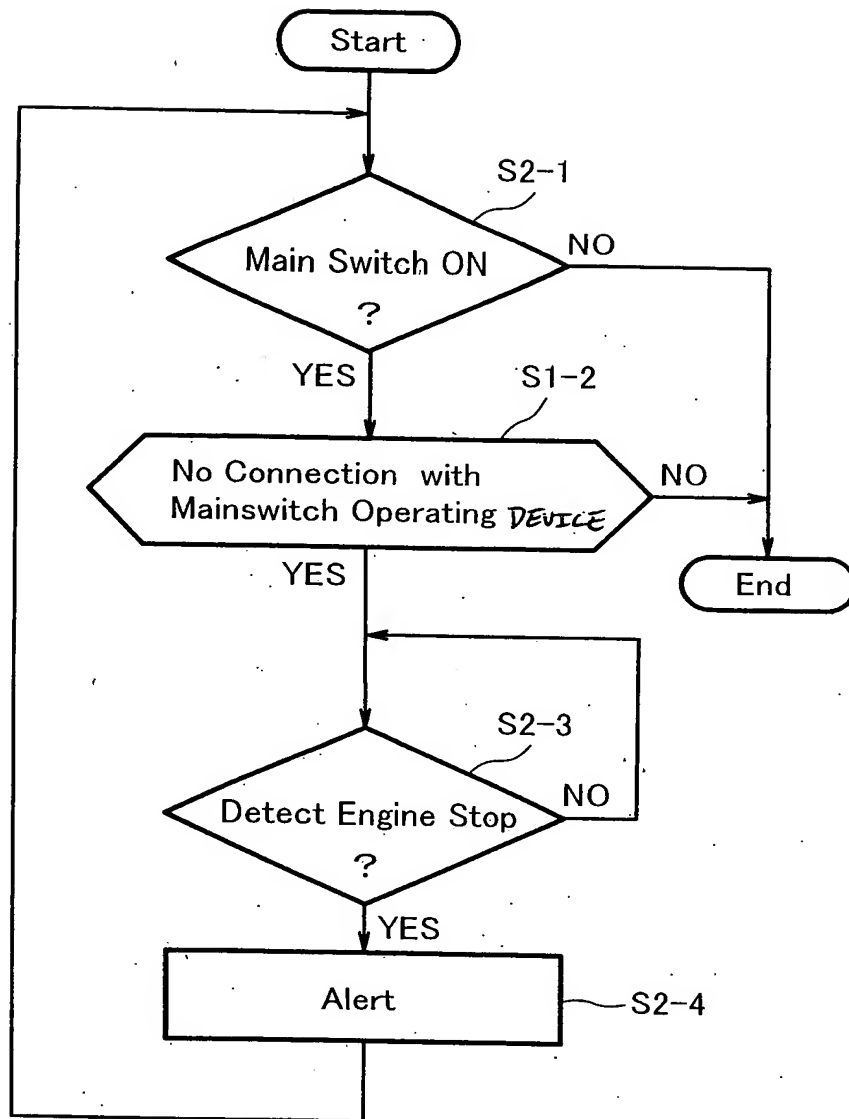 Start
S2-1
Main Switch ON
?
NO
YES
S1-2
No Connection with
Mainswitch Operating DEVICE
NO
YES
End
S2-3
Detect Engine Stop
?
NO
YES
Alert
S2-4